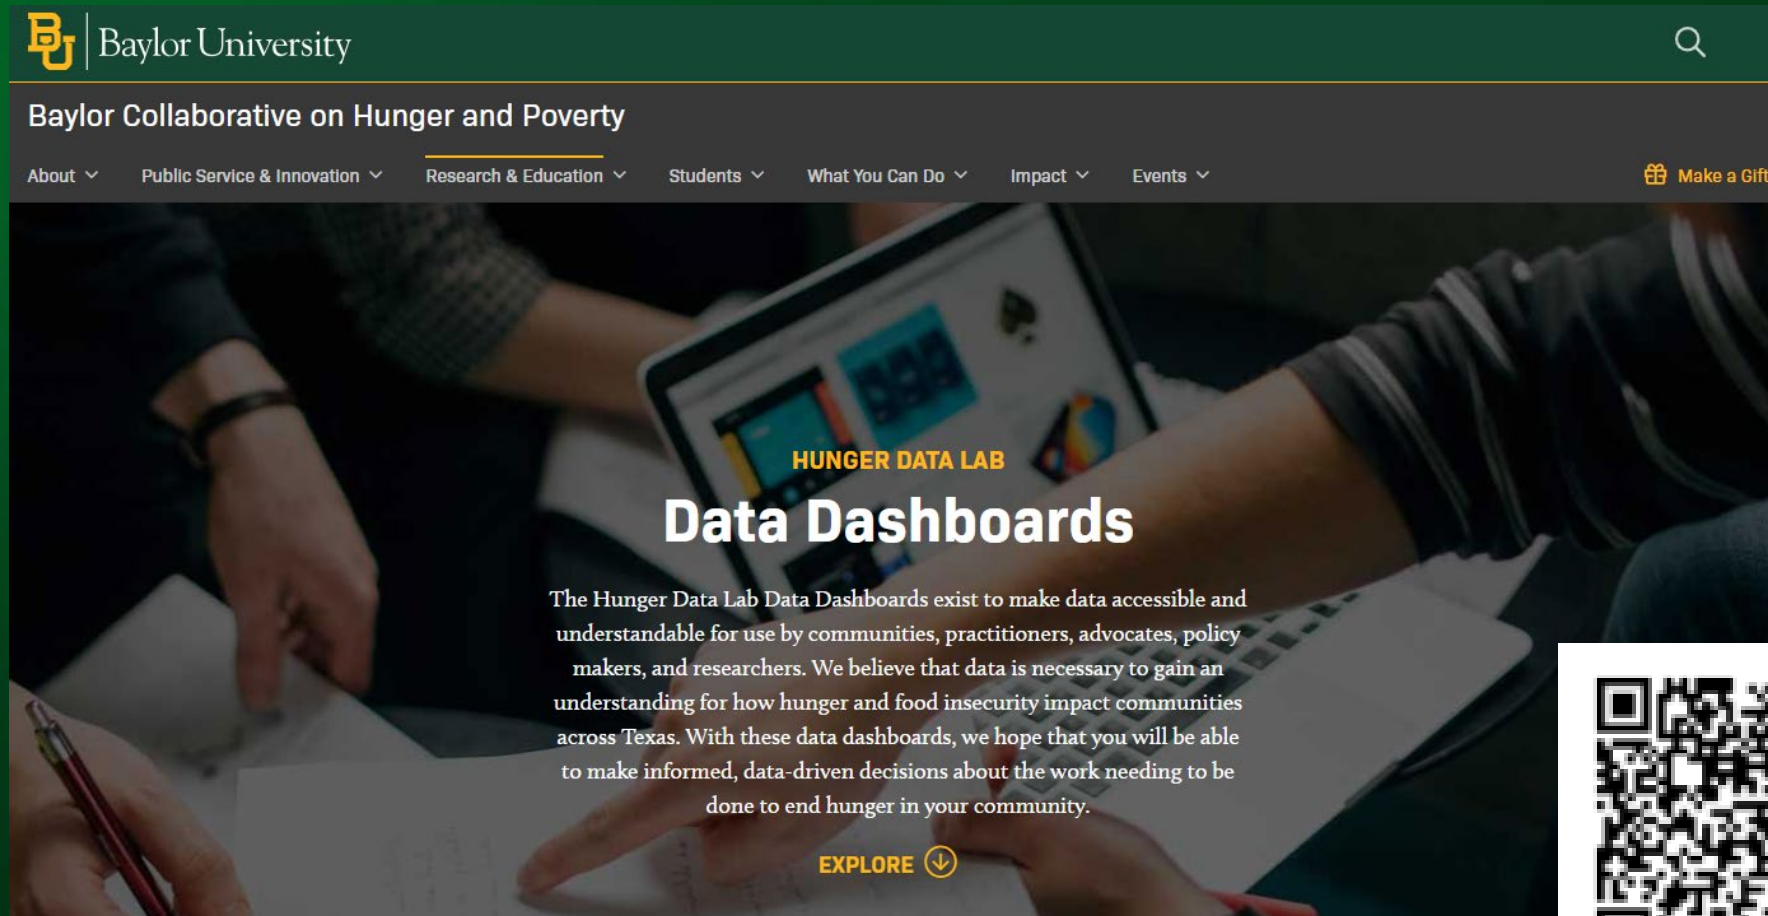 BU
Baylor University
Baylor Collaborative on Hunger and Poverty
About Public Service & Innovation Research & Education Students What You Can Do Impact Events Make a Gift
HUNGER DATA LAB
Data Dashboards
The Hunger Data Lab Data Dashboards exist to make data accessible and
understandable for use by communities, practitioners, advocates, policy
makers, and researchers. We believe that data is necessary to gain an
understanding for how hunger and food insecurity impact communities
across Texas. With these data dashboards, we hope that you will be able
to make informed, data-driven decisions about the work needing to be
done to end hunger in your community.
EXPLORE